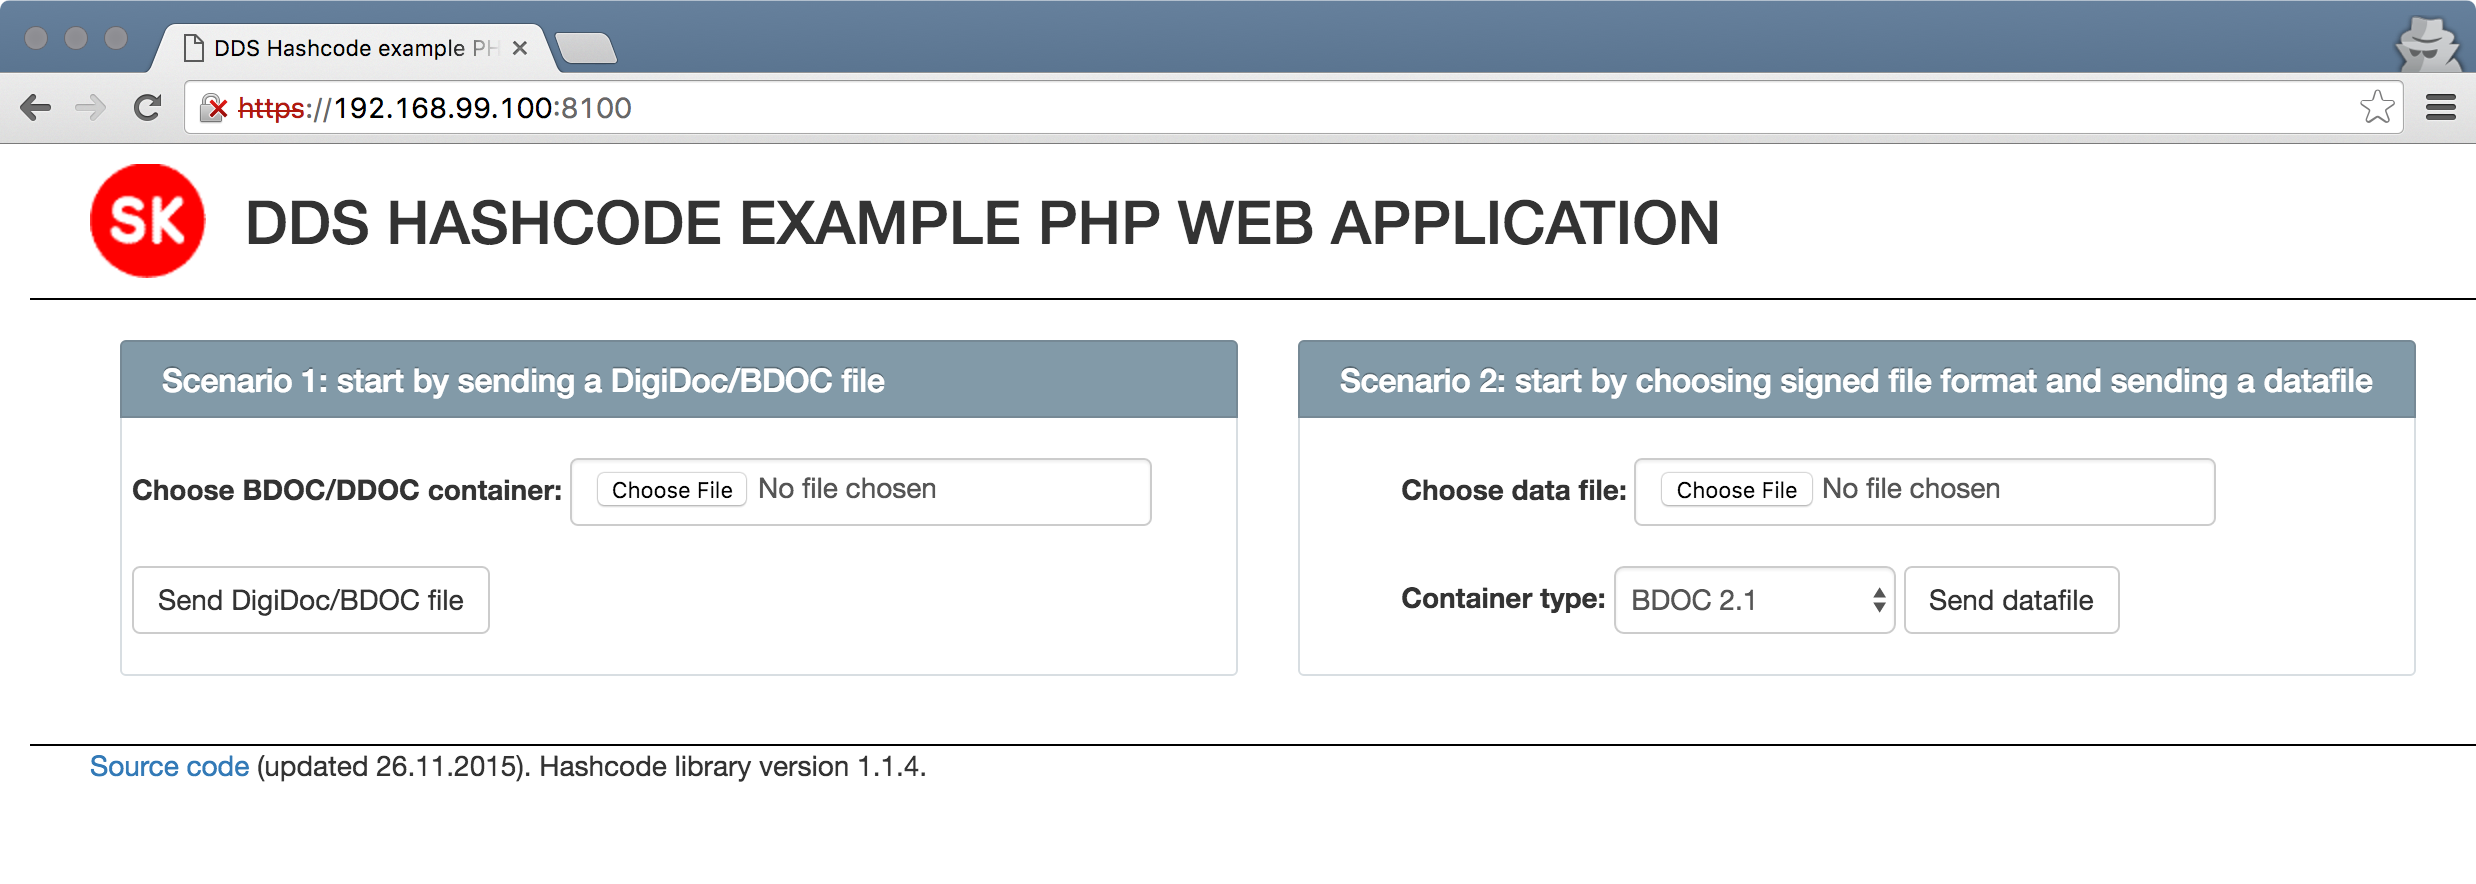 DDS Hashcode example PH
https://192.168.99.100:8100
SK
DDS HASHCODE EXAMPLE PHP WEB APPLICATION
Scenario 1: start by sending a DigiDoc/BDOC file
Choose BDOC/DDOC container: Choose File No file chosen
Send DigiDoc/BDOC file
Scenario 2: start by choosing signed file format and sending a datafile
Choose data file: Choose File No file chosen
Container type: BDOC 2.1 Send datafile
Source code (updated 26.11.2015). Hashcode library version 1.1.4.